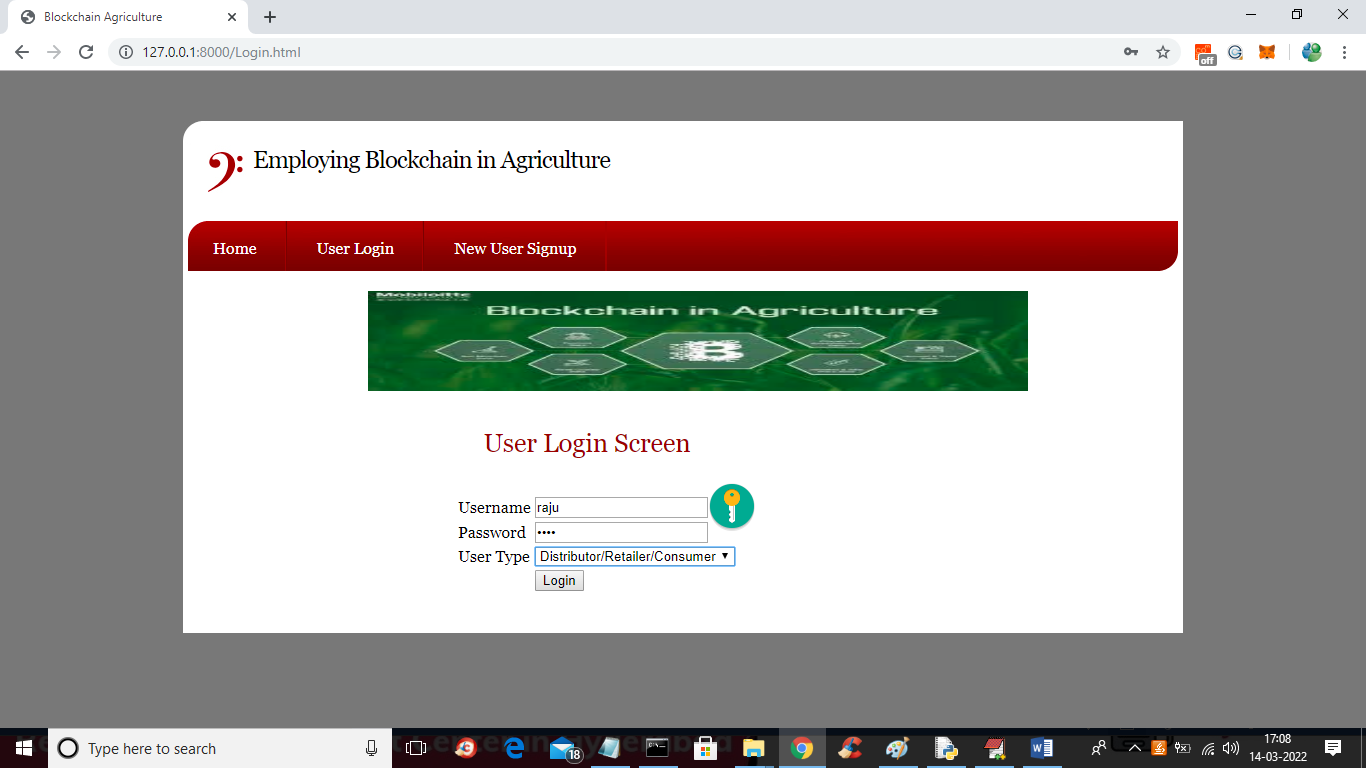 Blockchain Agriculture
127.0.0.1:8000/Login.html
off
Employing Blockchain in Agriculture
Home
User Login
New User Signup
Mobiloitte
Blockchain in Agriculture
User Login Screen
Username raju
Password ••••
User Type Distributor/Retailer/Consumer
Login
Type here to search
18
17:08
14-03-2022